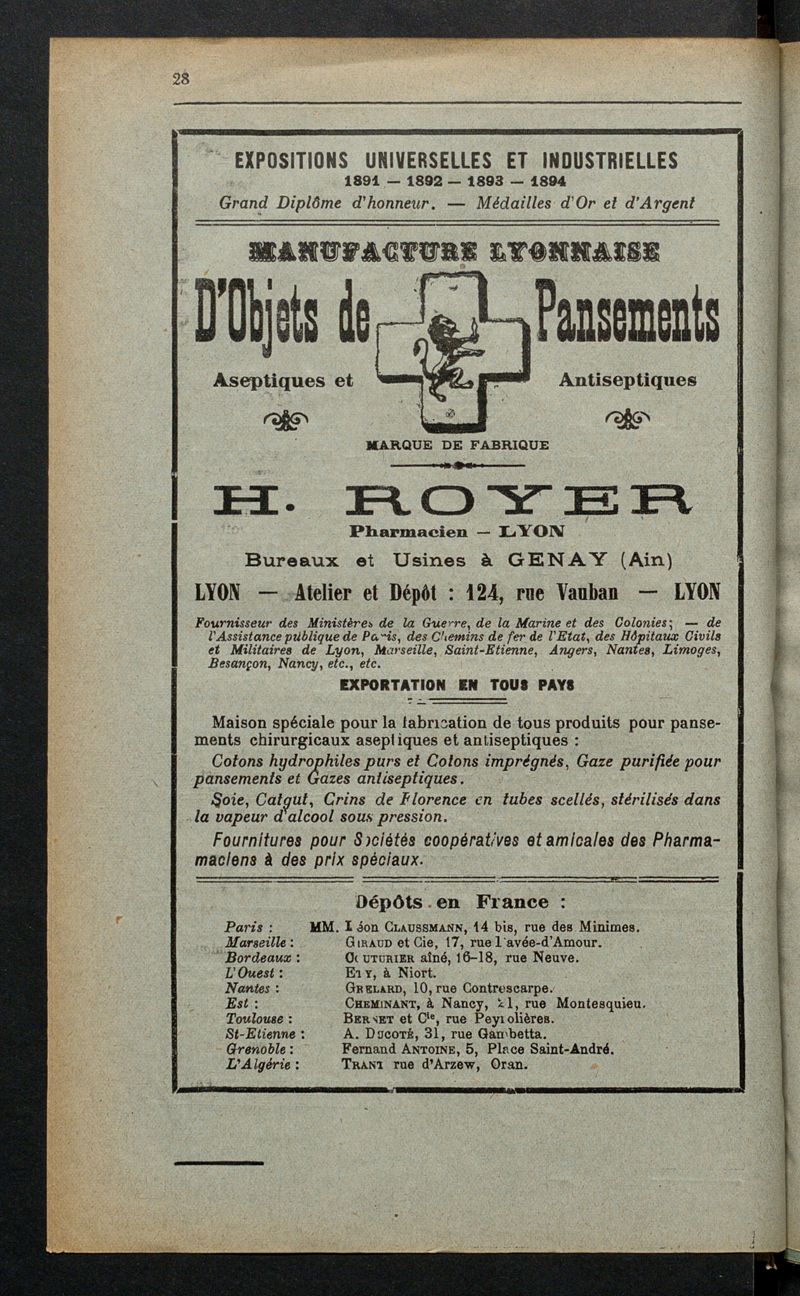 28
EXPOSITIONS UNIVERSELLES ET INDUSTRIELLES
1891 — 1892 — 1893 — 1894
Grand Diplôme d'honneur. — Médailles d'Or et d'Argent
MANUFACTURE LYONNAISE
D'Objets de Pansements
Aseptiques et Antiseptiques
MARQUE DE FABRIQUE
H. ROYER
Pharmacien — LYON
Bureaux et Usines à GENAY (Ain)
LYON — Atelier et Dépôt : 124, rue Vauban — LYON
Fournisseur des Ministères de la Guerre, de la Marine et des Colonies; — de
l'Assistance publique de Paris, des Chemins de fer de l'Etat, des Hôpitaux Civils
et Militaires de Lyon, Marseille, Saint-Etienne, Angers, Nantes, Limoges,
Besançon, Nancy, etc., etc.
EXPORTATION EN TOUS PAYS
Maison spéciale pour la fabrication de tous produits pour panse-
ments chirurgicaux aseptiques et antiseptiques :
Cotons hydrophiles purs et Cotons imprégnés, Gaze purifiée pour
pansements et Gazes antiseptiques.
Soie, Catgut, Crins de Florence en tubes scellés, stérilisés dans
la vapeur d'alcool sous pression.
Fournitures pour Sociétés coopératives et amicales des Pharma-
maciens à des prix spéciaux.
Dépôts en France :
Paris : MM. Léon CLAUSSMANN, 14 bis, rue des Minimes.
Marseille : GIRAUD et Cie, 17, rue Pavée-d'Amour.
Bordeaux : COUTURIER aîné, 16-18, rue Neuve.
L'Ouest : , à Niort.
Nantes : GRELARD, 10, rue Contrescarpe.
Est : CHEMINANT, à Nancy, rue Montesquieu.
Toulouse : BERNET et Cie, rue Peyrolières.
St-Etienne : A. DUCOTÉ, 31, rue Gambetta.
Grenoble : Fernand ANTOINE, 5, Place Saint-André.
L'Algérie : rue d'Arzew, Oran.